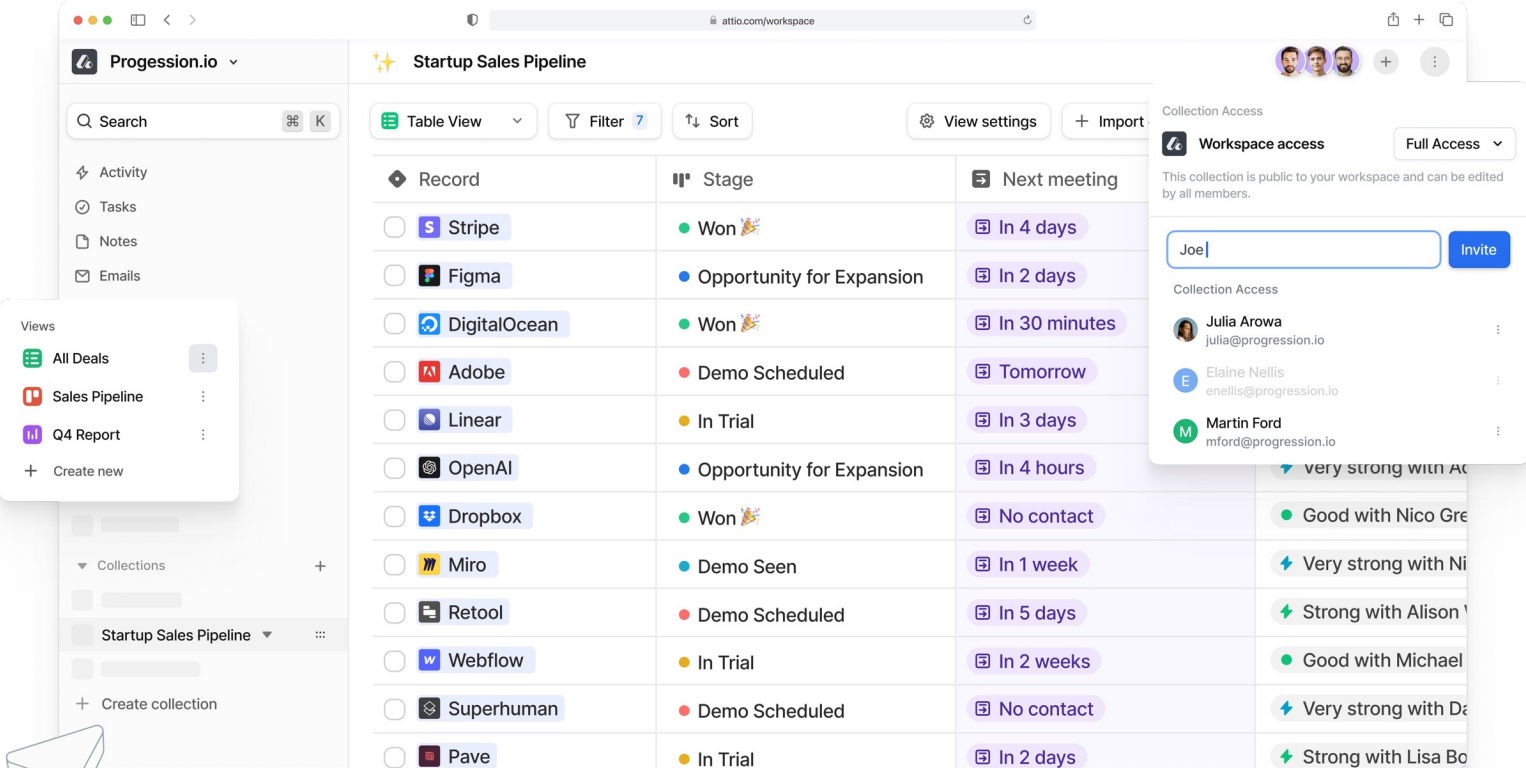 attio.com/workspace
Progession.io
Startup Sales Pipeline
Search ⌘ K
Activity
Tasks
Notes
Emails
Views
All Deals
Sales Pipeline
Q4 Report
Create new
Collections
Startup Sales Pipeline
Create collection
Table View Filter 7 Sort View settings Import
Record Stage Next meeting
Stripe Won🎉 In 4 days
Figma Opportunity for Expansion In 2 days
DigitalOcean Won🎉 In 30 minutes
Adobe Demo Scheduled Tomorrow
Linear In Trial In 3 days
OpenAI Opportunity for Expansion In 4 hours Very strong with
Dropbox Won🎉 No contact Good with Nico Gre
Miro Demo Seen In 1 week Very strong with Ni
Retool Demo Scheduled In 5 days Strong with Alison
Webflow In Trial In 2 weeks Good with Michael
Superhuman Demo Scheduled No contact Very strong with Da
Pave In Trial In 2 days Strong with Lisa Bo
Collection Access
Workspace access Full Access
This collection is public to your workspace and can be edited
by all members.
Joe Invite
Collection Access
Julia Arowa
julia@progression.io
E Elaine Nellis
enellis@progression.io
M Martin Ford
mford@progression.io